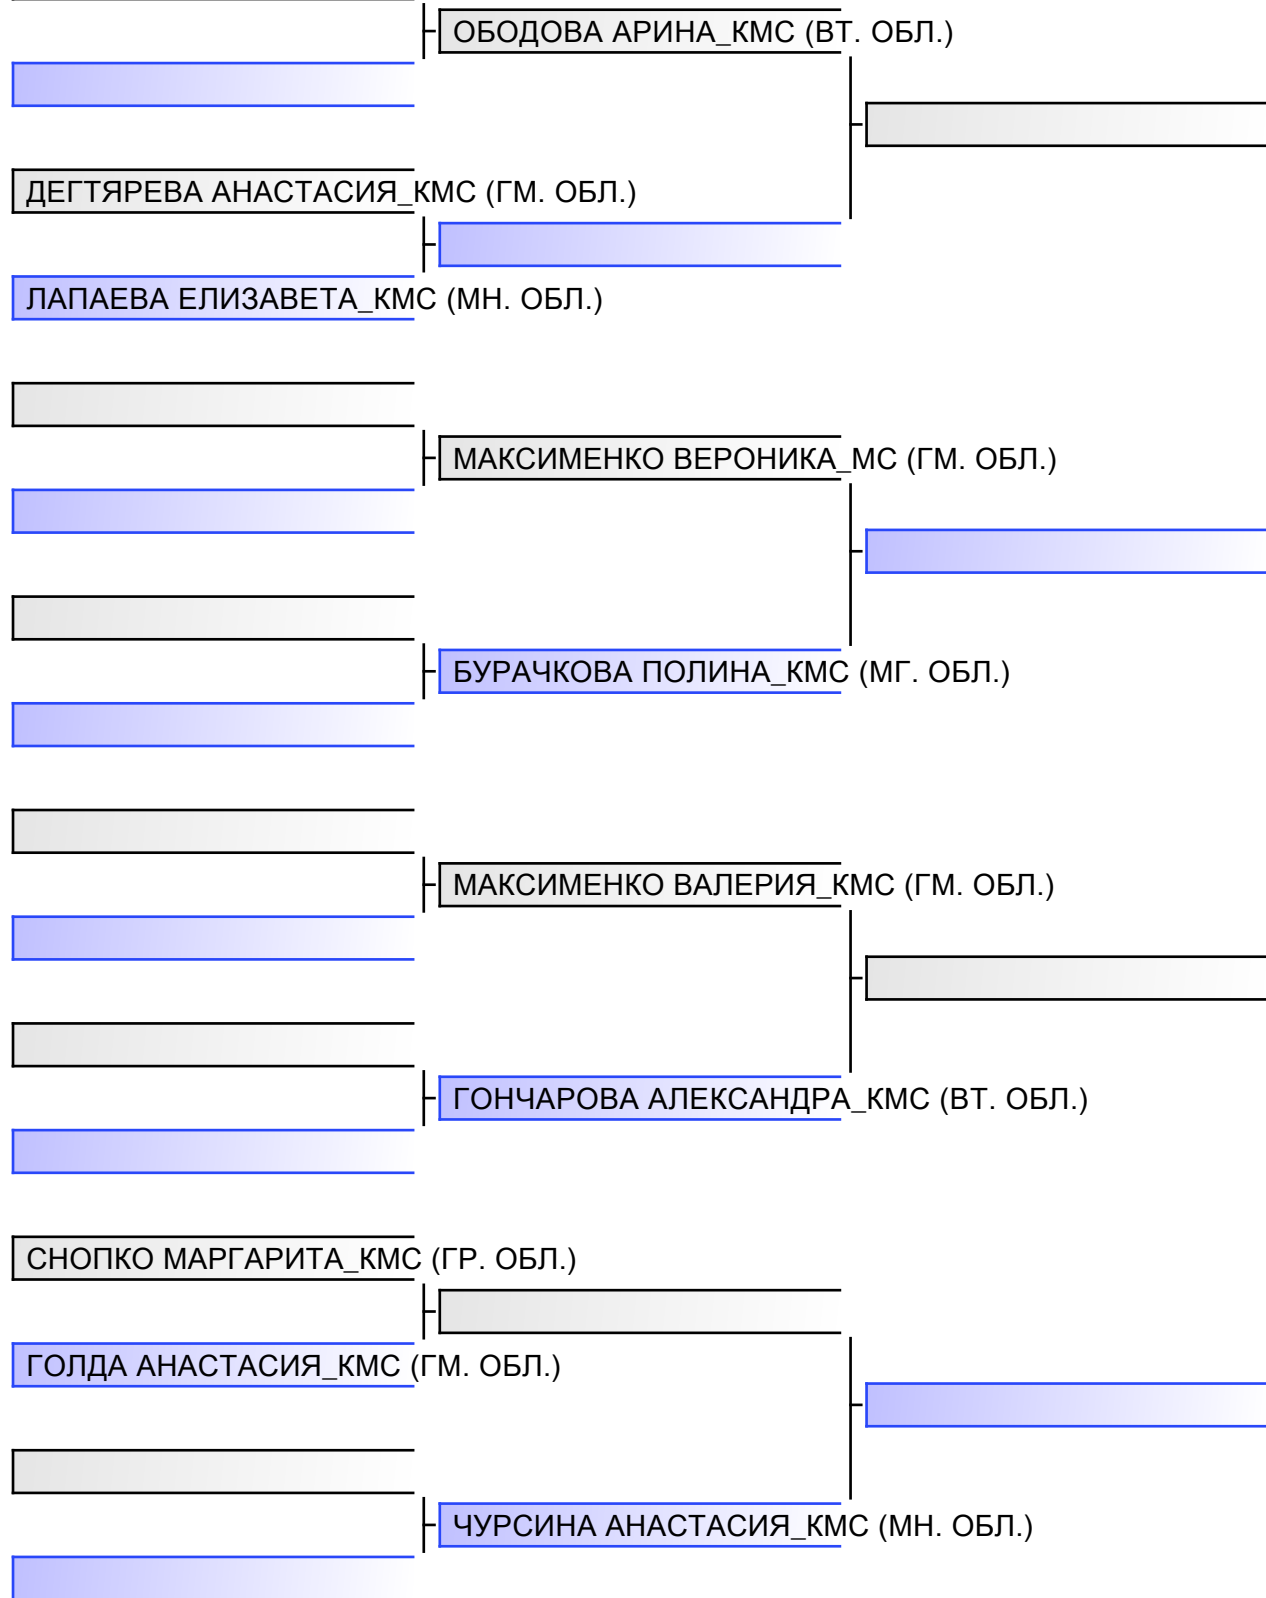 ОБОДОВА АРИНА_КМС (ВТ. ОБЛ.)
ДЕГТЯРЕВА АНАСТАСИЯ_КМС (ГМ. ОБЛ.)
ЛАПАЕВА ЕЛИЗАВЕТА_КМС (МН. ОБЛ.)
МАКСИМЕНКО ВЕРОНИКА_МС (ГМ. ОБЛ.)
БУРАЧКОВА ПОЛИНА_КМС (МГ. ОБЛ.)
МАКСИМЕНКО ВАЛЕРИЯ_КМС (ГМ. ОБЛ.)
ГОНЧАРОВА АЛЕКСАНДРА_КМС (ВТ. ОБЛ.)
СНОПКО МАРГАРИТА_КМС (ГР. ОБЛ.)
ГОЛДА АНАСТАСИЯ_КМС (ГМ. ОБЛ.)
ЧУРСИНА АНАСТАСИЯ_КМС (МН. ОБЛ.)